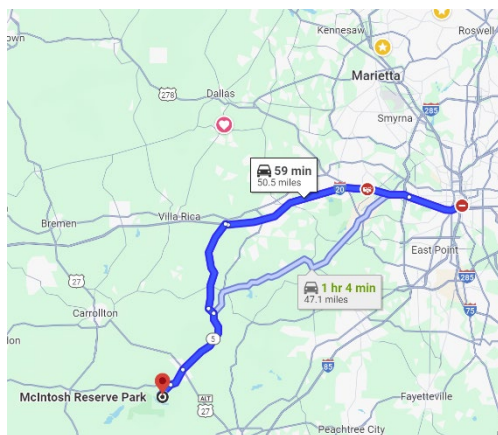 Kennesaw
Roswell
Marietta
278
Dallas
285
Smyrna
59 min
50.5 miles
20
Villa Rica
Bremen
East Point
1 hr 4 min
47.1 miles
285
27
Carrollton
75
5
McIntosh Reserve Park
ALT
27
85
Fayetteville
Peachtree City